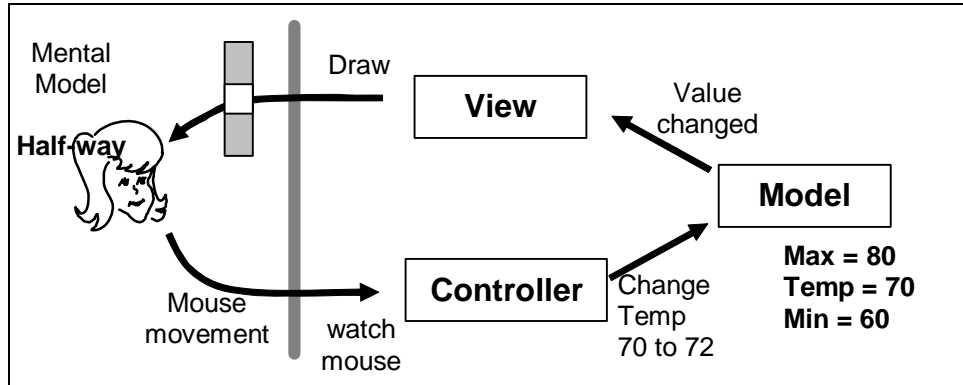 Mental
Model
Half-way
Draw
View
Value
changed
Model
Max = 80
Temp = 70
Min = 60
Mouse
movement
watch
mouse
Controller
Change
Temp
70 to 72